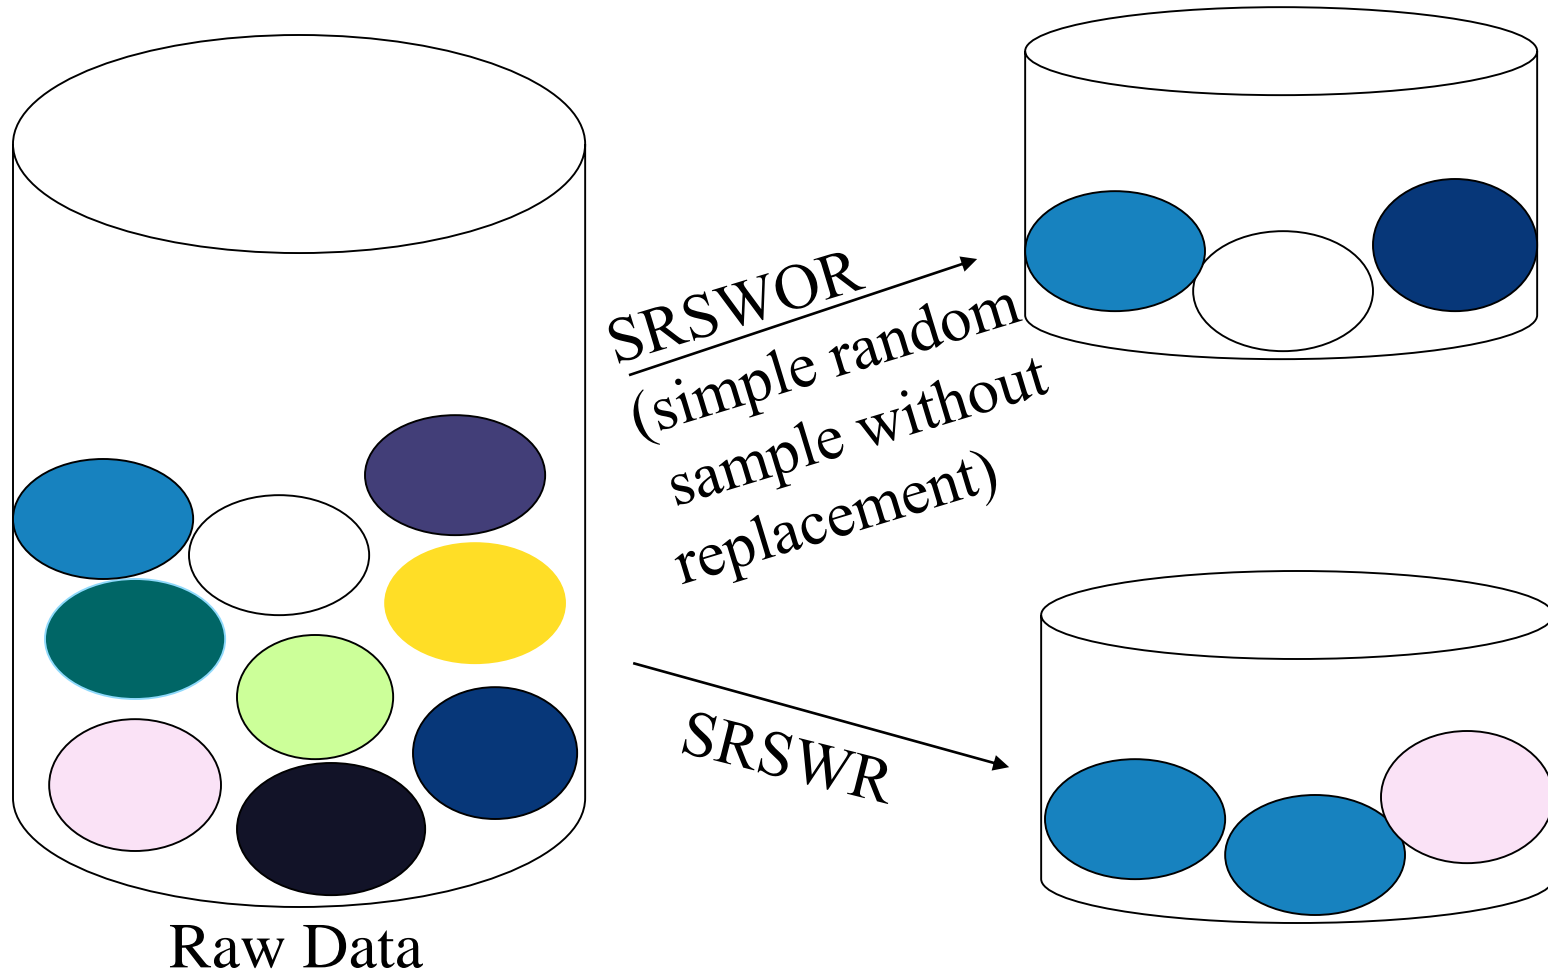 SRSWOR
(simple random
sample without
replacement)
SRSWR
Raw Data